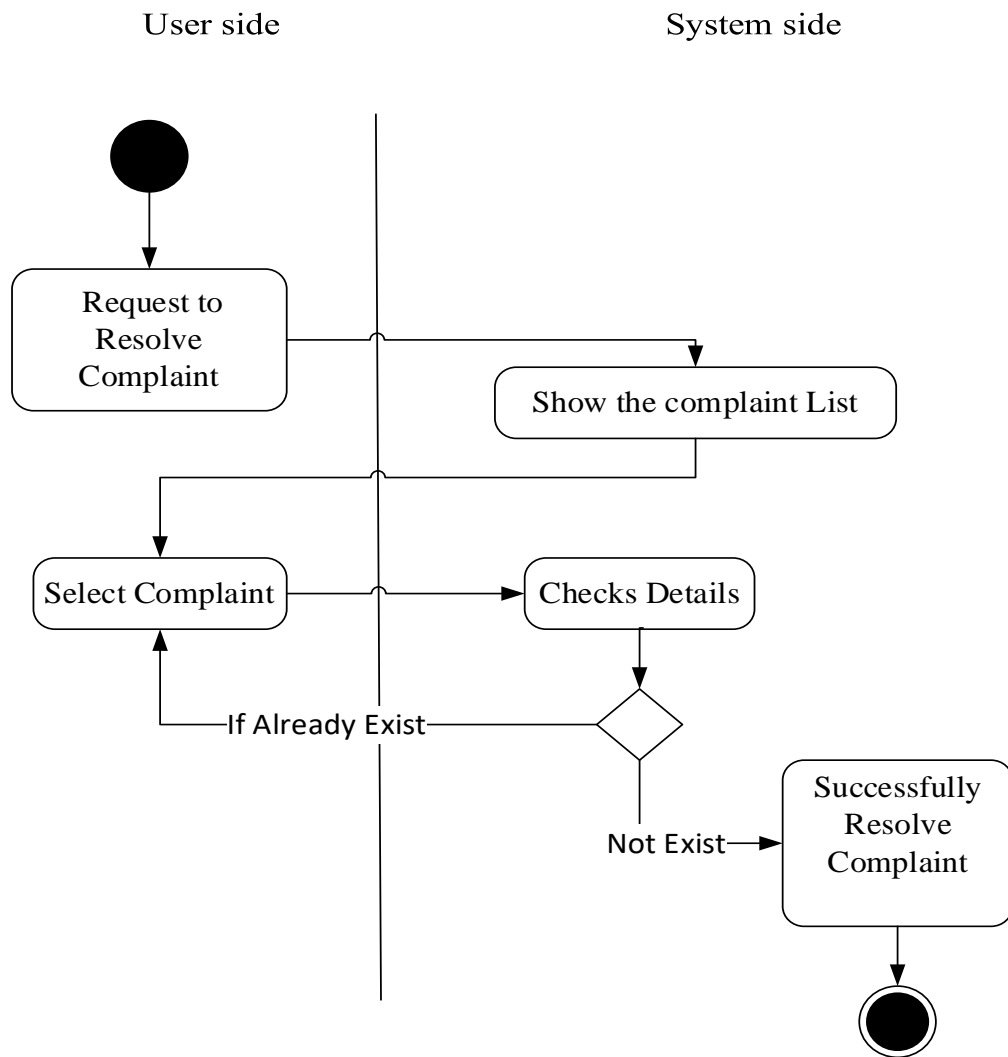 User side
System side
Request to
Resolve
Complaint
Show the complaint List
Select Complaint
Checks Details
If Already Exist
Not Exist
Successfully
Resolve
Complaint